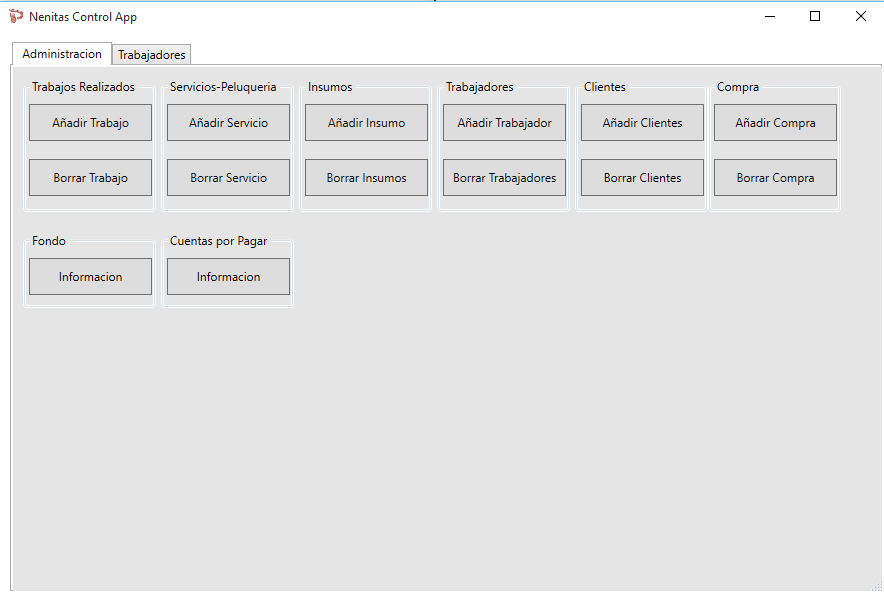 Nenitas Control App
Administracion Trabajadores
Trabajos Realizados Servicios-Peluqueria Insumos Trabajadores Clientes Compra
Añadir Trabajo Añadir Servicio Añadir Insumo Añadir Trabajador Añadir Clientes Añadir Compra
Borrar Trabajo Borrar Servicio Borrar Insumos Borrar Trabajadores Borrar Clientes Borrar Compra
Fondo Cuentas por Pagar
Informacion Informacion